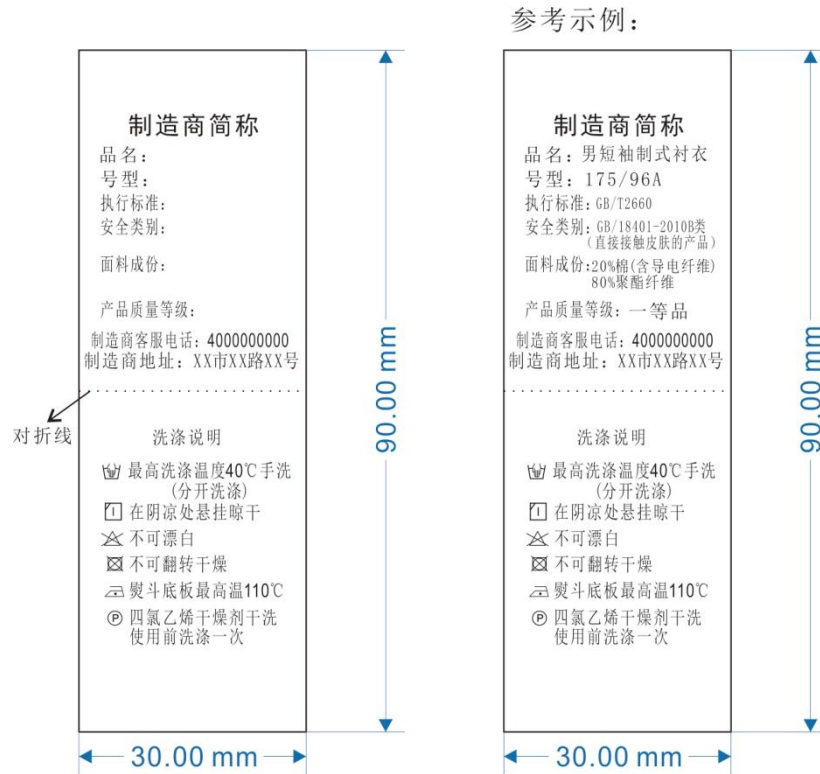 参考示例：
制造商简称
品名：
号型：
执行标准：
安全类别：
面料成份：
产品质量等级：
制造商客服电话：4000000000
制造商地址：XX市XX路XX号
对折线
洗涤说明
最高洗涤温度40℃手洗
(分开洗涤)
在阴凉处悬挂晾干
不可漂白
不可翻转干燥
熨斗底板最高温110℃
P 四氯乙烯干燥剂干洗
使用前洗涤一次
90.00 mm
30.00 mm
制造商简称
品名：男短袖制式衬衣
号型：175/96A
执行标准：GB/T2660
安全类别：GB/18401-2010B类
(直接接触皮肤的产品)
面料成份:20%棉(含导电纤维)
80%聚酯纤维
产品质量等级：一等品
制造商客服电话：4000000000
制造商地址：XX市XX路XX号
洗涤说明
最高洗涤温度40℃手洗
(分开洗涤)
在阴凉处悬挂晾干
不可漂白
不可翻转干燥
熨斗底板最高温110℃
P 四氯乙烯干燥剂干洗
使用前洗涤一次
90.00 mm
30.00 mm